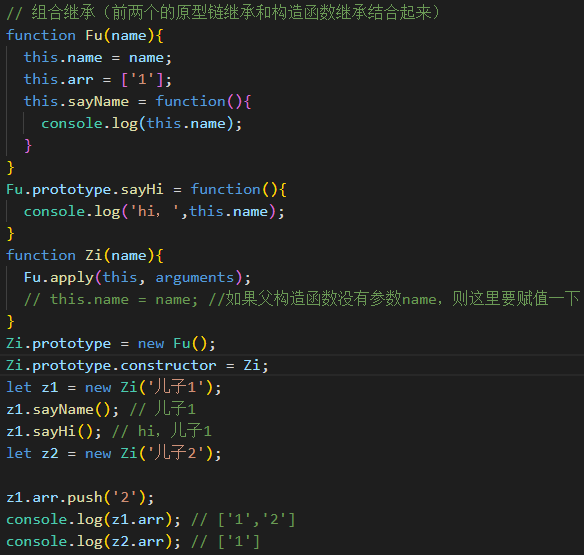 // 组合继承（前两个的原型链继承和构造函数继承结合起来）
function Fu(name){
  this.name = name;
  this.arr = ['1'];
  this.sayName = function(){
    console.log(this.name);
  }
}
Fu.prototype.sayHi = function(){
  console.log('hi，',this.name);
}
function Zi(name){
  Fu.apply(this, arguments);
  // this.name = name; //如果父构造函数没有参数name，则这里要赋值一下
}
Zi.prototype = new Fu();
Zi.prototype.constructor = Zi;
let z1 = new Zi('儿子1');
z1.sayName(); // 儿子1
z1.sayHi(); // hi，儿子1
let z2 = new Zi('儿子2');

z1.arr.push('2');
console.log(z1.arr); // ['1','2']
console.log(z2.arr); // ['1']